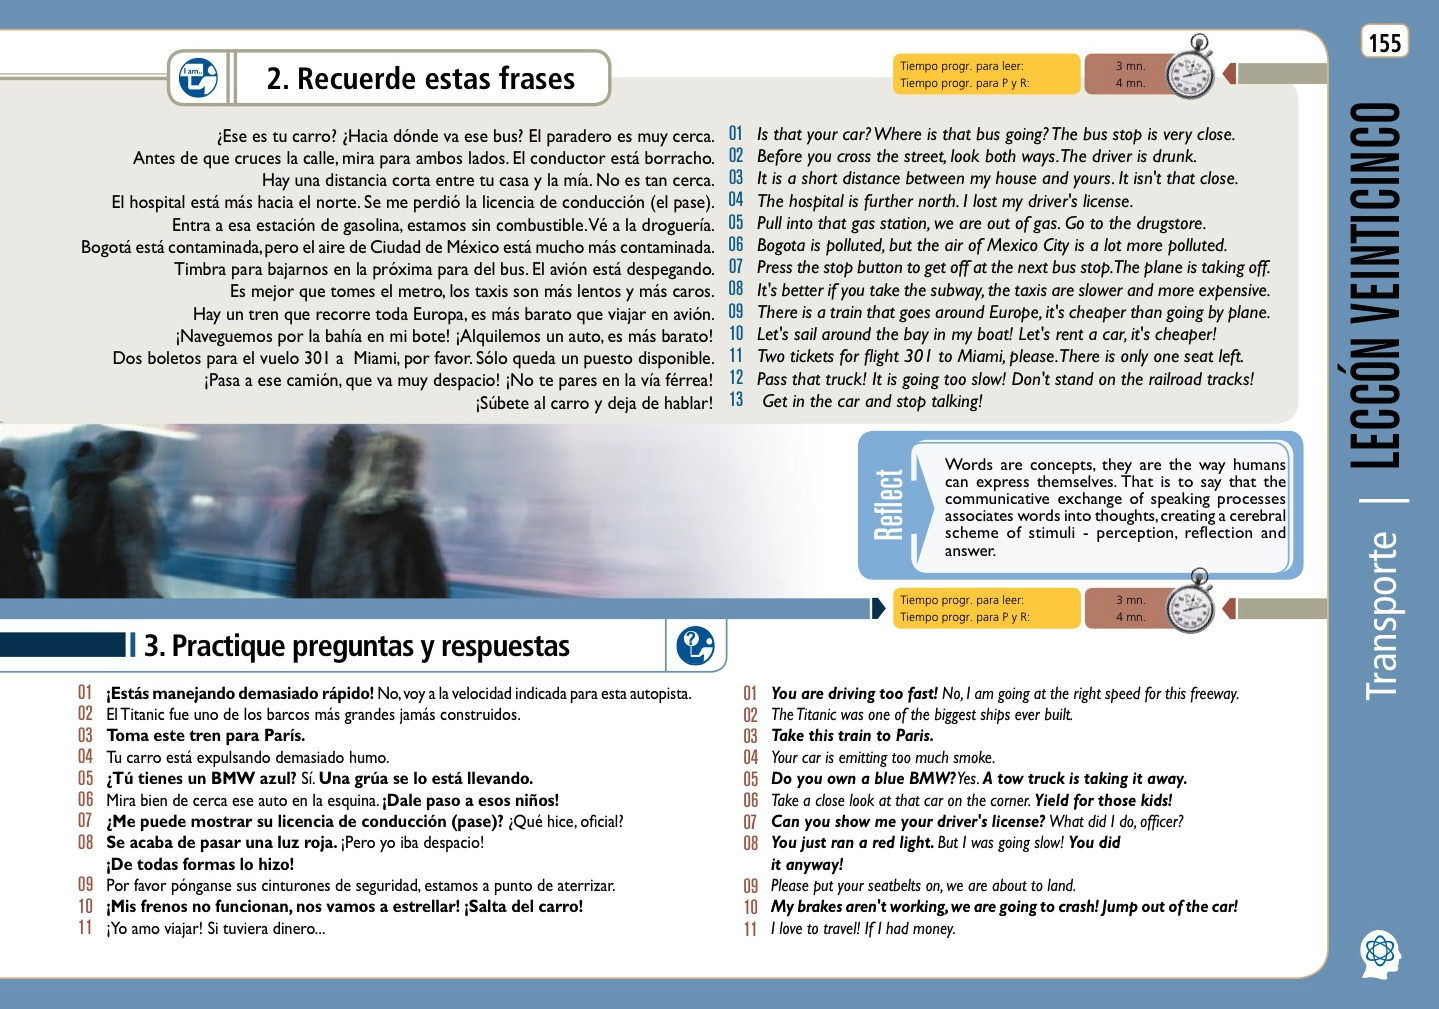 155
I am..
2. Recuerde estas frases
Tiempo progr. para leer: 3 mn.
Tiempo progr. para P y R: 4 mn.
¿Ese es tu carro? ¿Hacia dónde va ese bus? El paradero es muy cerca. 01 Is that your car? Where is that bus going? The bus stop is very close.
Antes de que cruces la calle, mira para ambos lados. El conductor está borracho. 02 Before you cross the street, look both ways. The driver is drunk.
Hay una distancia corta entre tu casa y la mía. No es tan cerca. 03 It is a short distance between my house and yours. It isn't that close.
El hospital está más hacia el norte. Se me perdió la licencia de conducción (el pase). 04 The hospital is further north. I lost my driver's license.
Entra a esa estación de gasolina, estamos sin combustible. Vé a la droguería. 05 Pull into that gas station, we are out of gas. Go to the drugstore.
Bogotá está contaminada, pero el aire de Ciudad de México está mucho más contaminada. 06 Bogota is polluted, but the air of Mexico City is a lot more polluted.
Timbra para bajarnos en la próxima para del bus. El avión está despegando. 07 Press the stop button to get off at the next bus stop. The plane is taking off.
Es mejor que tomes el metro, los taxis son más lentos y más caros. 08 It's better if you take the subway, the taxis are slower and more expensive.
Hay un tren que recorre toda Europa, es más barato que viajar en avión. 09 There is a train that goes around Europe, it's cheaper than going by plane.
¡Naveguemos por la bahía en mi bote! ¡Alquilemos un auto, es más barato! 10 Let's sail around the bay in my boat! Let's rent a car, it's cheaper!
Dos boletos para el vuelo 301 a Miami, por favor. Sólo queda un puesto disponible. 11 Two tickets for flight 301 to Miami, please. There is only one seat left.
¡Pasa a ese camión, que va muy despacio! ¡No te pares en la vía férrea! 12 Pass that truck! It is going too slow! Don't stand on the railroad tracks!
¡Súbete al carro y deja de hablar! 13 Get in the car and stop talking!
Reflect
Words are concepts, they are the way humans
can express themselves. That is to say that the
communicative exchange of speaking processes
associates words into thoughts, creating a cerebral
scheme of stimuli - perception, reflection and
answer.
Tiempo progr. para leer: 3 mn.
Tiempo progr. para P y R: 4 mn.
3. Practique preguntas y respuestas
?
01 ¡Estás manejando demasiado rápido! No, voy a la velocidad indicada para esta autopista.
02 El Titanic fue uno de los barcos más grandes jamás construidos.
03 Toma este tren para París.
04 Tu carro está expulsando demasiado humo.
05 ¿Tú tienes un BMW azul? Sí. Una grúa se lo está llevando.
06 Mira bien de cerca ese auto en la esquina. ¡Dale paso a esos niños!
07 ¿Me puede mostrar su licencia de conducción (pase)? ¿Qué hice, oficial?
08 Se acaba de pasar una luz roja. ¡Pero yo iba despacio!
¡De todas formas lo hizo!
09 Por favor pónganse sus cinturones de seguridad, estamos a punto de aterrizar.
10 ¡Mis frenos no funcionan, nos vamos a estrellar! ¡Salta del carro!
11 ¡Yo amo viajar! Si tuviera dinero...
01 You are driving too fast! No, I am going at the right speed for this freeway.
02 The Titanic was one of the biggest ships ever built.
03 Take this train to Paris.
04 Your car is emitting too much smoke.
05 Do you own a blue BMW? Yes. A tow truck is taking it away.
06 Take a close look at that car on the corner. Yield for those kids!
07 Can you show me your driver's license? What did I do, officer?
08 You just ran a red light. But I was going slow! You did
it anyway!
09 Please put your seatbelts on, we are about to land.
10 My brakes aren't working, we are going to crash! Jump out of the car!
11 I love to travel! If I had money.
Transporte | LECCÓN VEINTICINCO